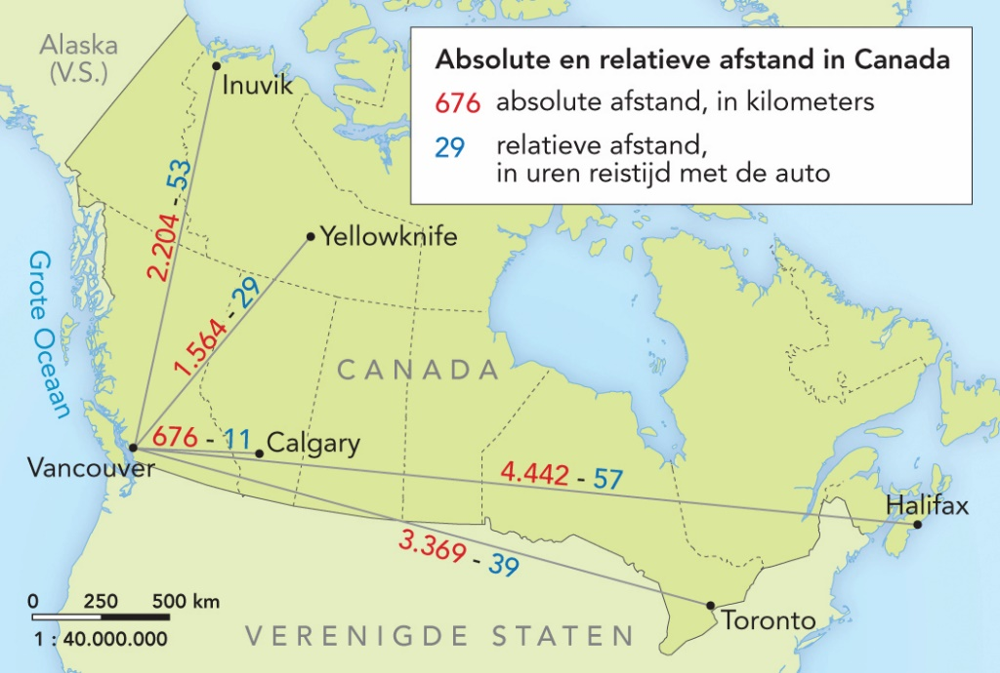 Alaska
(V.S.)
Absolute en relatieve afstand in Canada
676 absolute afstand, in kilometers
29 relatieve afstand,
in uren reistijd met de auto
Inuvik
2.204 - 53
Yellowknife
1.564 - 29
Grote Oceaan
CANADA
676 - 11
Calgary
Vancouver
4.442 - 57
Halifax
3.369 - 39
Toronto
0 250 500 km
1 : 40.000.000
VERENIGDE STATEN